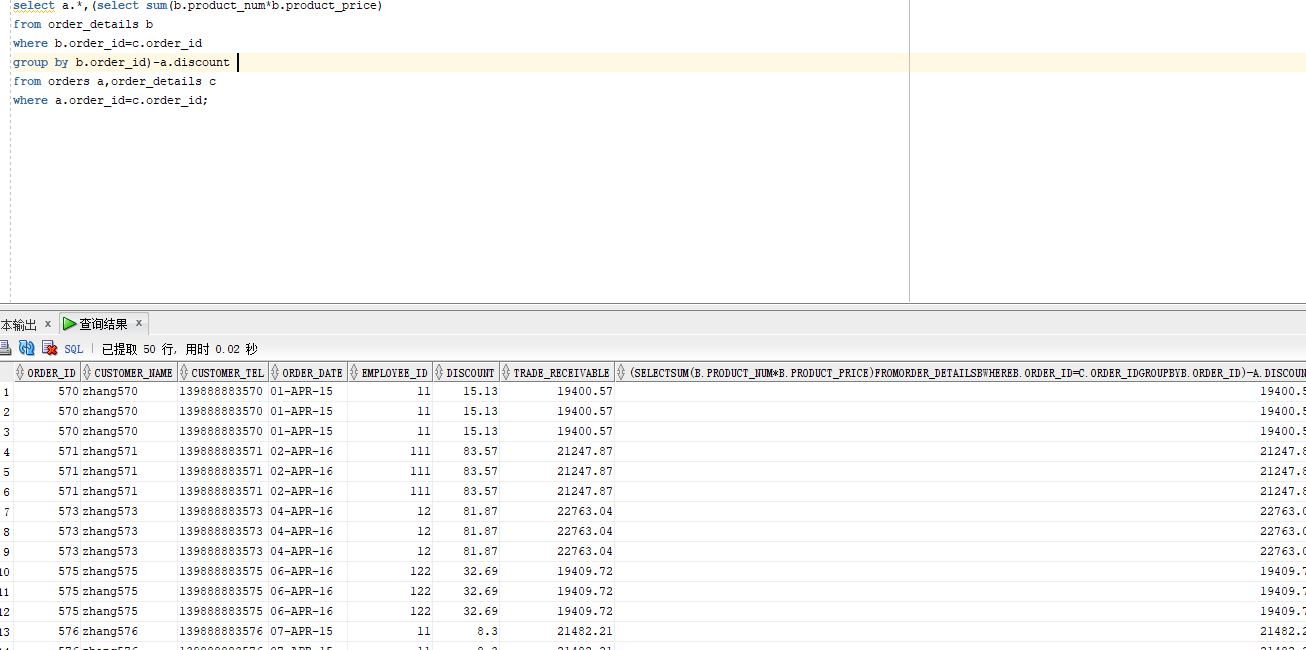 select a.*,(select sum(b.product_num*b.product_price)
from order_details b
where b.order_id=c.order_id
group by b.order_id)-a.discount
from orders a,order_details c
where a.order_id=c.order_id;
本输出 x 查询结果 x
SQL | 已提取 50 行, 用时 0.02 秒
ORDER_ID CUSTOMER_NAME CUSTOMER_TEL ORDER_DATE EMPLOYEE_ID DISCOUNT TRADE_RECEIVABLE (SELECTSUM(B.PRODUCT_NUM*B.PRODUCT_PRICE)FROMORDER_DETAILSBWHEREB.ORDER_ID=C.ORDER_IDGROUPBYB.ORDER_ID)-A.DISCOUN
1 570 zhang570 139888883570 01-APR-15 11 15.13 19400.57 19400.5
2 570 zhang570 139888883570 01-APR-15 11 15.13 19400.57 19400.5
3 570 zhang570 139888883570 01-APR-15 11 15.13 19400.57 19400.5
4 571 zhang571 139888883571 02-APR-16 111 83.57 21247.87 21247.8
5 571 zhang571 139888883571 02-APR-16 111 83.57 21247.87 21247.8
6 571 zhang571 139888883571 02-APR-16 111 83.57 21247.87 21247.8
7 573 zhang573 139888883573 04-APR-16 12 81.87 22763.04 22763.0
8 573 zhang573 139888883573 04-APR-16 12 81.87 22763.04 22763.0
9 573 zhang573 139888883573 04-APR-16 12 81.87 22763.04 22763.0
10 575 zhang575 139888883575 06-APR-16 122 32.69 19409.72 19409.7
11 575 zhang575 139888883575 06-APR-16 122 32.69 19409.72 19409.7
12 575 zhang575 139888883575 06-APR-16 122 32.69 19409.72 19409.7
13 576 zhang576 139888883576 07-APR-15 11 8.3 21482.21 21482.2